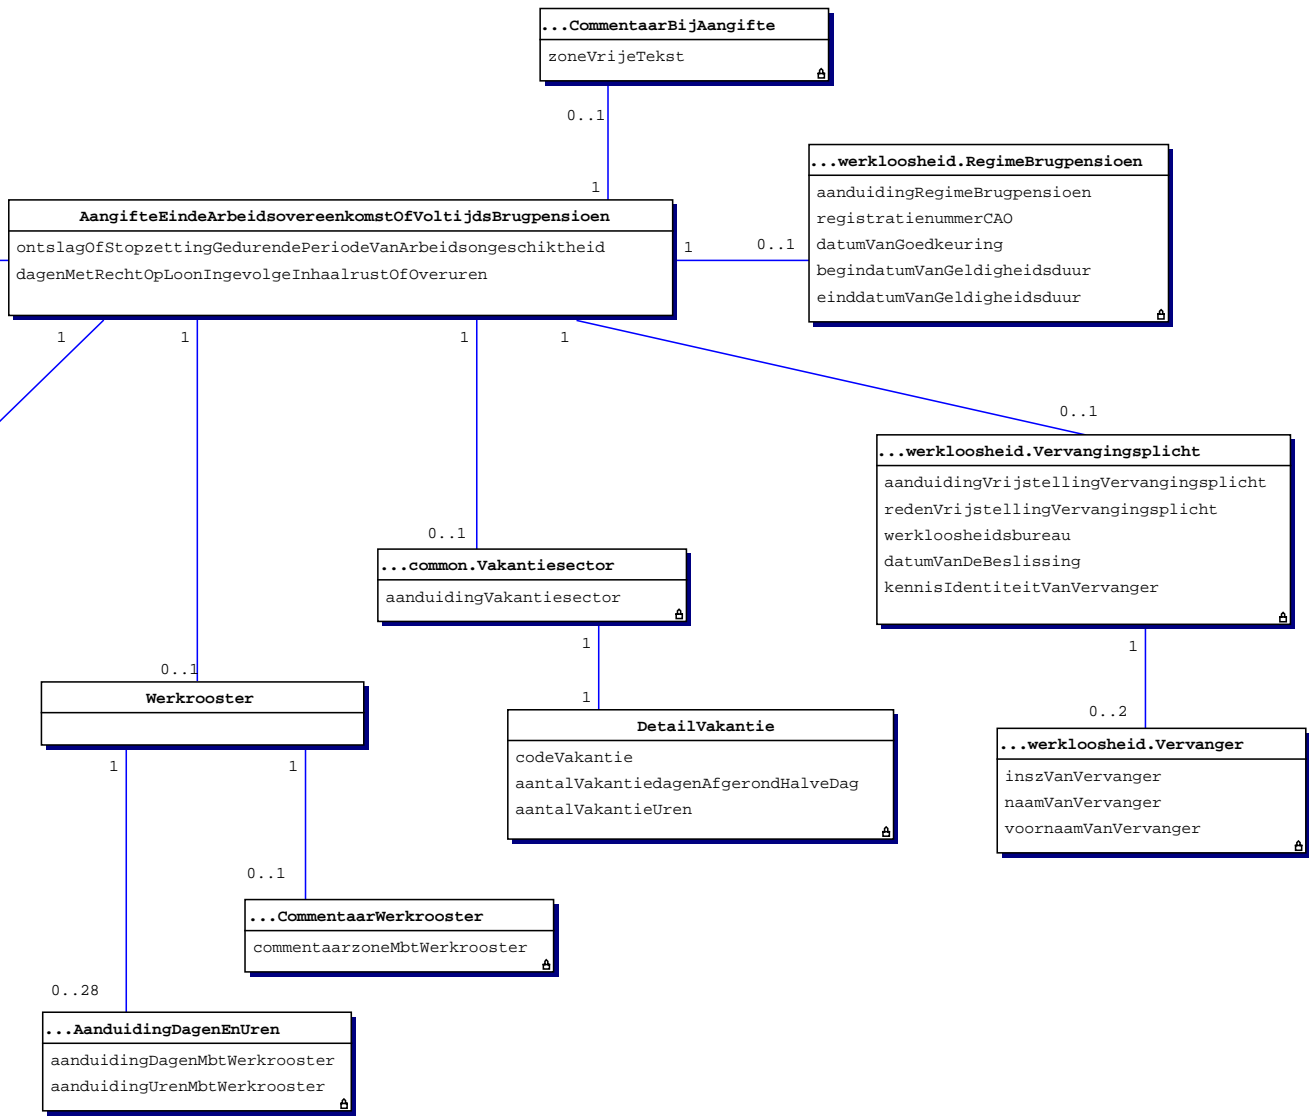 ...CommentaarBijAangifte
zoneVrijeTekst
0..1
1
...werkloosheid.RegimeBrugpensioen
aanduidingRegimeBrugpensioen
registratienummerCAO
datumVanGoedkeuring
begindatumVanGeldigheidsduur
einddatumVanGeldigheidsduur
AangifteEindeArbeidsovereenkomstOfVoltijdsBrugpensioen
ontslagOfStopzettingGedurendePeriodeVanArbeidsongeschiktheid
dagenMetRechtOpLoonIngevolgeInhaalrustOfOveruren
1
0..1
1
1
1
1
0..1
...werkloosheid.Vervangingsplicht
aanduidingVrijstellingVervangingsplicht
redenVrijstellingVervangingsplicht
werkloosheidsbureau
datumVanDeBeslissing
kennisIdentiteitVanVervanger
0..1
...common.Vakantiesector
aanduidingVakantiesector
1
1
1
0..2
0..1
Werkrooster
DetailVakantie
codeVakantie
aantalVakantiedagenAfgerondHalveDag
aantalVakantieUren
...werkloosheid.Vervanger
inszVanVervanger
naamVanVervanger
voornaamVanVervanger
1
1
0..1
...CommentaarWerkrooster
commentaarzoneMbtWerkrooster
0..28
...AanduidingDagenEnUren
aanduidingDagenMbtWerkrooster
aanduidingUrenMbtWerkrooster